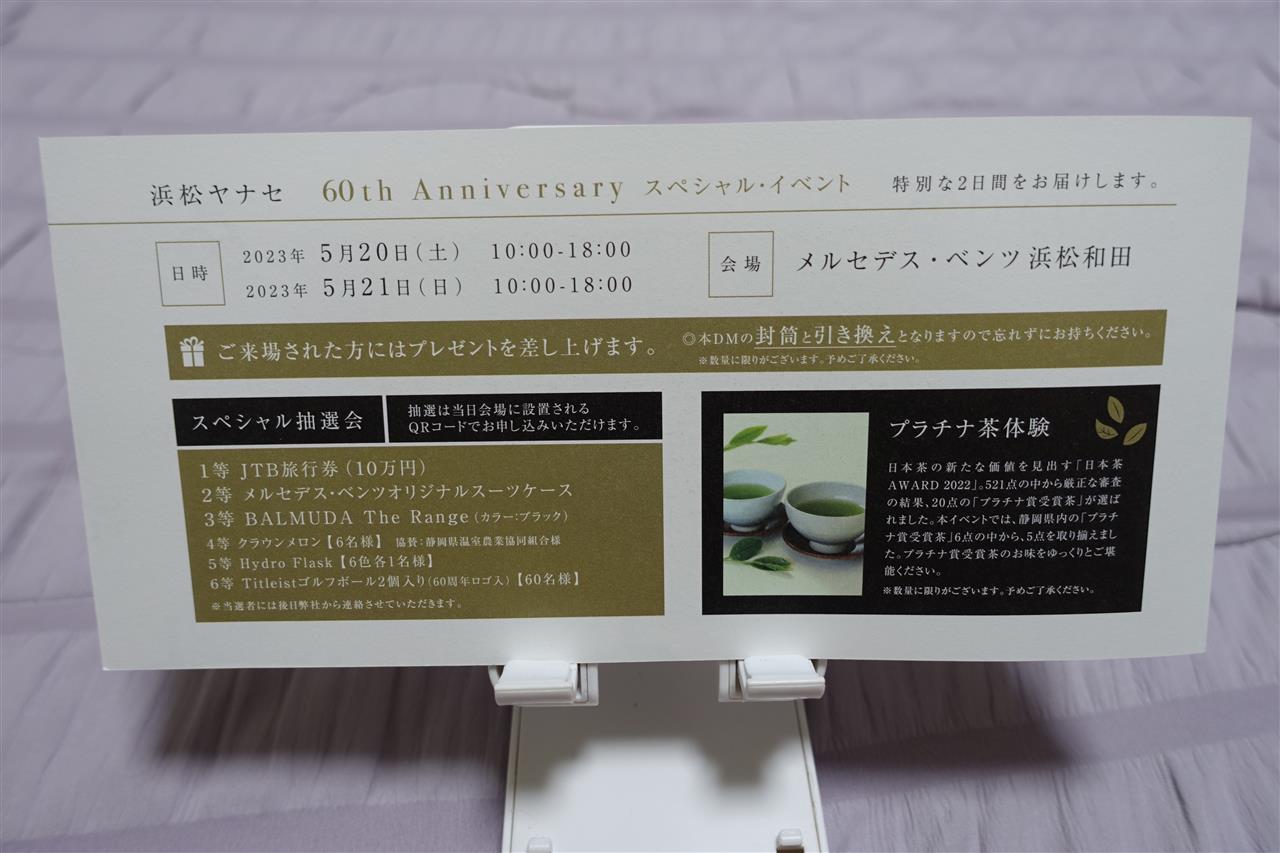 浜松ヤナセ 60th Anniversary スペシャル・イベント 特別な2日間をお届けします。
日時
2023年 5月20日(土) 10:00-18:00
2023年 5月21日(日) 10:00-18:00
会場
メルセデス・ベンツ浜松和田
ご来場された方にはプレゼントを差し上げます。
◎本DMの封筒と引き換えとなりますので忘れずにお持ちください。
※数量に限りがございます。予めご了承ください。
スペシャル抽選会
抽選は当日会場に設置される
QRコードでお申し込みいただけます。
1等 JTB旅行券(10万円)
2等 メルセデス・ベンツオリジナルスーツケース
3等 BALMUDA The Range(カラー:ブラック)
4等 クラウンメロン【6名様】 協賛:静岡県温室農業協同組合様
5等 Hydro Flask【6色各1名様】
6等 Titleistゴルフボール2個入り(60周年ロゴ入)【60名様】
※当選者には後日弊社から連絡させていただきます。
プラチナ茶体験
日本茶の新たな価値を見出す「日本茶
AWARD 2022」。521点の中から厳正な審査
の結果、20点の「プラチナ賞受賞茶」が選ば
れました。本イベントでは、静岡県内の「プラチ
ナ賞受賞茶」6点の中から、5点を取り揃えまし
た。プラチナ賞受賞茶のお味をゆっくりとご堪
能ください。
※数量に限りがございます。予めご了承ください。